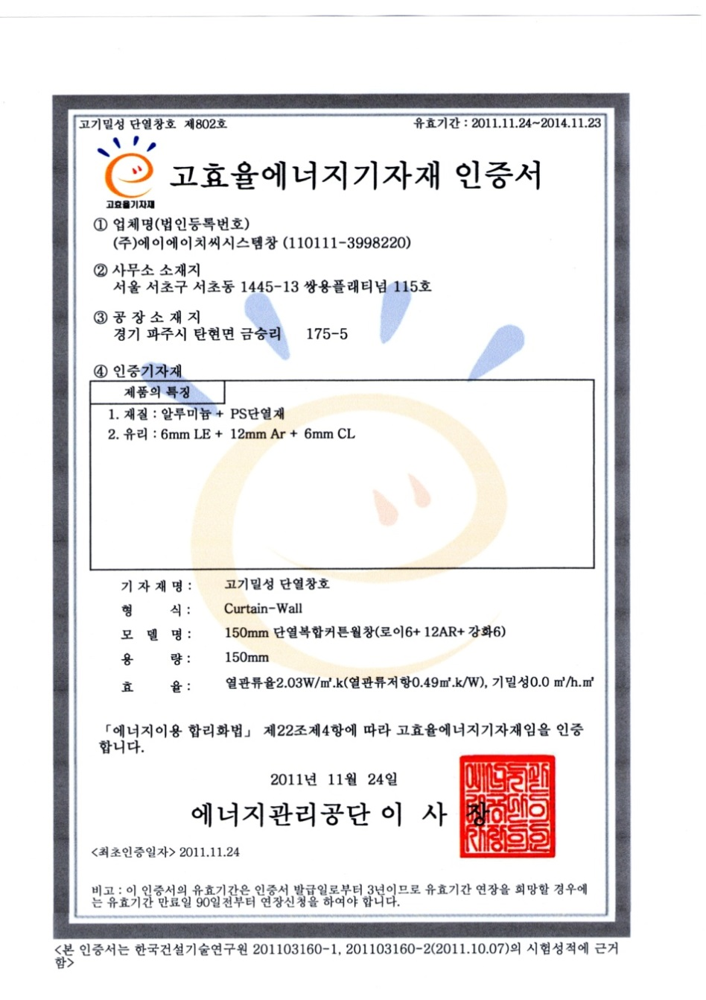 고기밀성 단열창호 제802호
유효기간 : 2011.11.24~2014.11.23
고효율기자재
고효율에너지기자재 인증서
① 업체명(법인등록번호)
(주)에이에이치씨시스템창 (110111-3998220)
② 사무소 소재지
서울 서초구 서초동 1445-13 쌍용플래티넘 115호
③ 공 장 소 재 지
경기 파주시 탄현면 금승리 175-5
④ 인증기자재
제품의 특징
1. 재질 : 알루미늄 + PS단열재
2. 유리 : 6mm LE + 12mm Ar + 6mm CL
기 자 재 명 : 고기밀성 단열창호
형 식 : Curtain-Wall
모 델 명 : 150mm 단열복합커튼월창(로이6+ 12AR+ 강화6)
용 량 : 150mm
효 율 : 열관류율2.03W/㎡.k(열관류저항0.49㎡.k/W), 기밀성0.0 ㎥/h.㎡
「에너지이용 합리화법」 제22조제4항에 따라 고효율에너지기자재임을 인증
합니다.
2011년 11월 24일
에너지관리공단 이 사 장
<최초인증일자> 2011.11.24
비고 : 이 인증서의 유효기간은 인증서 발급일로부터 3년이므로 유효기간 연장을 희망할 경우에
는 유효기간 만료일 90일전부터 연장신청을 하여야 합니다.
<본 인증서는 한국건설기술연구원 201103160-1, 201103160-2(2011.10.07)의 시험성적에 근거
함>